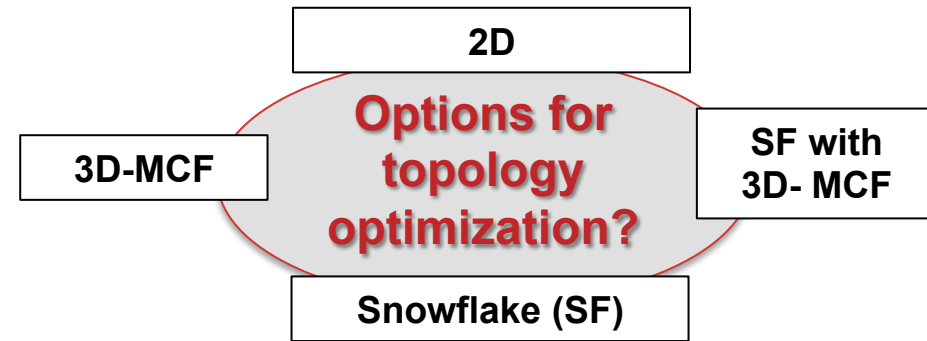 2D
Options for
topology
optimization?
3D-MCF
SF with
3D- MCF
Snowflake (SF)